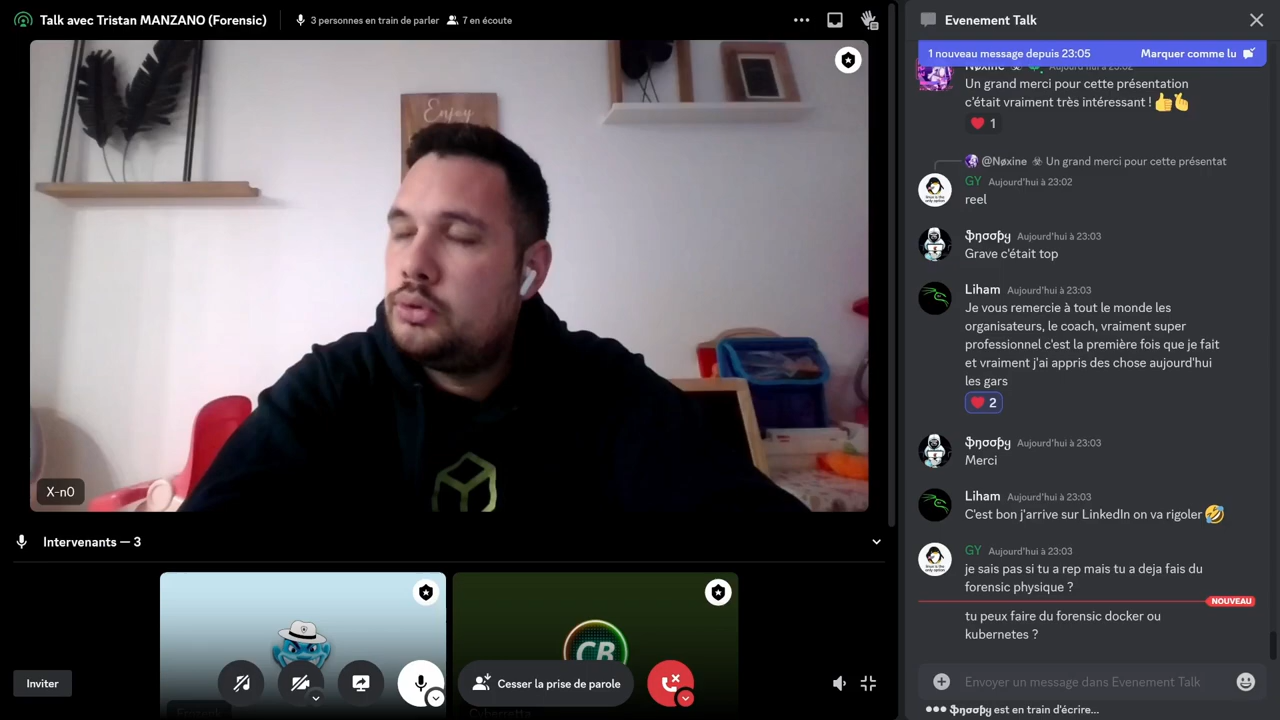 Talk avec Tristan MANZANO (Forensic)
3 personnes en train de parler
7 en écoute
Enjoy
X-n0
Intervenants — 3
CB
Inviter
Cesser la prise de parole
Evenement Talk
1 nouveau message depuis 23:05
Marquer comme lu
Nøxine Aujourd'hui à 23:02
Un grand merci pour cette présentation
c'était vraiment très intéressant ! 👍🫰
❤️ 1
@Nøxine ☣ Un grand merci pour cette présentat
GY Aujourd'hui à 23:02
reel
Aujourd'hui à 23:03
Grave c'était top
Liham Aujourd'hui à 23:03
Je vous remercie à tout le monde les
organisateurs, le coach, vraiment super
professionnel c'est la première fois que je fait
et vraiment j'ai appris des chose aujourd'hui
les gars
❤️ 2
Aujourd'hui à 23:03
Merci
Liham Aujourd'hui à 23:03
C'est bon j'arrive sur LinkedIn on va rigoler 🤣
GY Aujourd'hui à 23:03
je sais pas si tu a rep mais tu a deja fais du
forensic physique ?
NOUVEAU
tu peux faire du forensic docker ou
kubernetes ?
Envoyer un message dans Evenement Talk
est en train d'écrire...